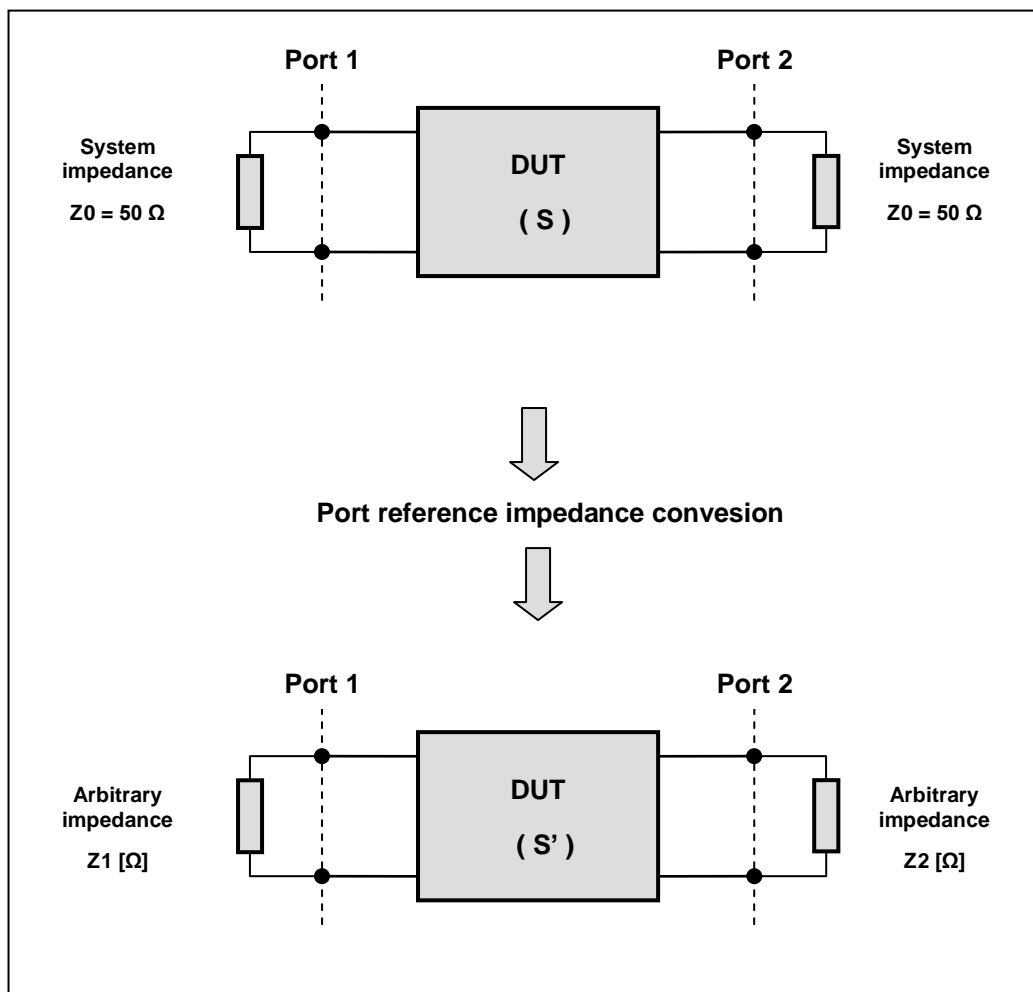 Port 1
Port 2
System
impedance
Z0 = 50 Ω
DUT
( S )
System
impedance
Z0 = 50 Ω
Port reference impedance convesion
Port 1
Port 2
Arbitrary
impedance
Z1 [Ω]
DUT
( S’ )
Arbitrary
impedance
Z2 [Ω]